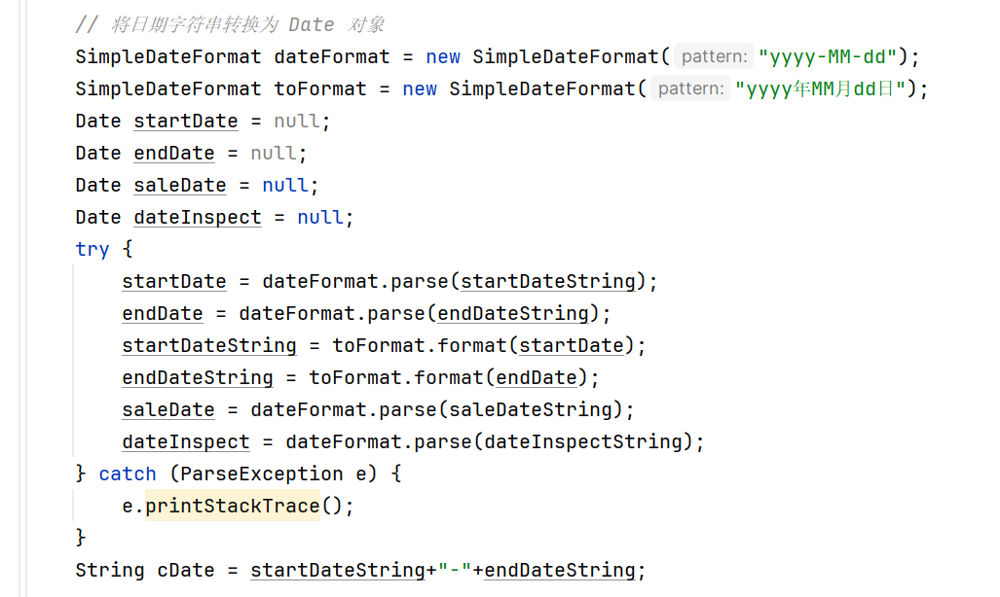 // 将日期字符串转换为 Date 对象
SimpleDateFormat dateFormat = new SimpleDateFormat( pattern: "yyyy-MM-dd");
SimpleDateFormat toFormat = new SimpleDateFormat( pattern: "yyyy年MM月dd日");
Date startDate = null;
Date endDate = null;
Date saleDate = null;
Date dateInspect = null;
try {
startDate = dateFormat.parse(startDateString);
endDate = dateFormat.parse(endDateString);
startDateString = toFormat.format(startDate);
endDateString = toFormat.format(endDate);
saleDate = dateFormat.parse(saleDateString);
dateInspect = dateFormat.parse(dateInspectString);
} catch (ParseException e) {
e.printStackTrace();
}
String cDate = startDateString+"-"+endDateString;